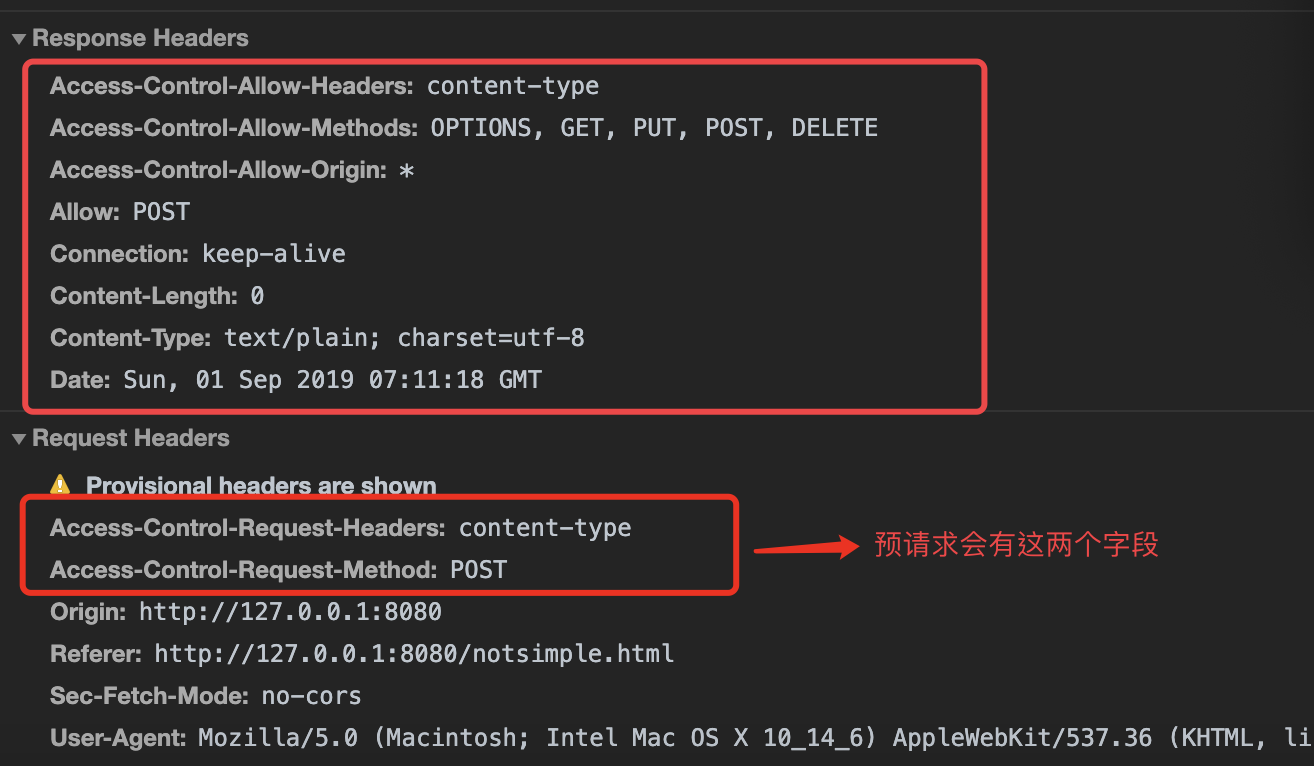 Response Headers
Access-Control-Allow-Headers: content-type
Access-Control-Allow-Methods: OPTIONS, GET, PUT, POST, DELETE
Access-Control-Allow-Origin: *
Allow: POST
Connection: keep-alive
Content-Length: 0
Content-Type: text/plain; charset=utf-8
Date: Sun, 01 Sep 2019 07:11:18 GMT
Request Headers
Provisional headers are shown
Access-Control-Request-Headers: content-type
Access-Control-Request-Method: POST
预请求会有这两个字段
Origin: http://127.0.0.1:8080
Referer: http://127.0.0.1:8080/notsimple.html
Sec-Fetch-Mode: no-cors
User-Agent: Mozilla/5.0 (Macintosh; Intel Mac OS X 10_14_6) AppleWebKit/537.36 (KHTML, li